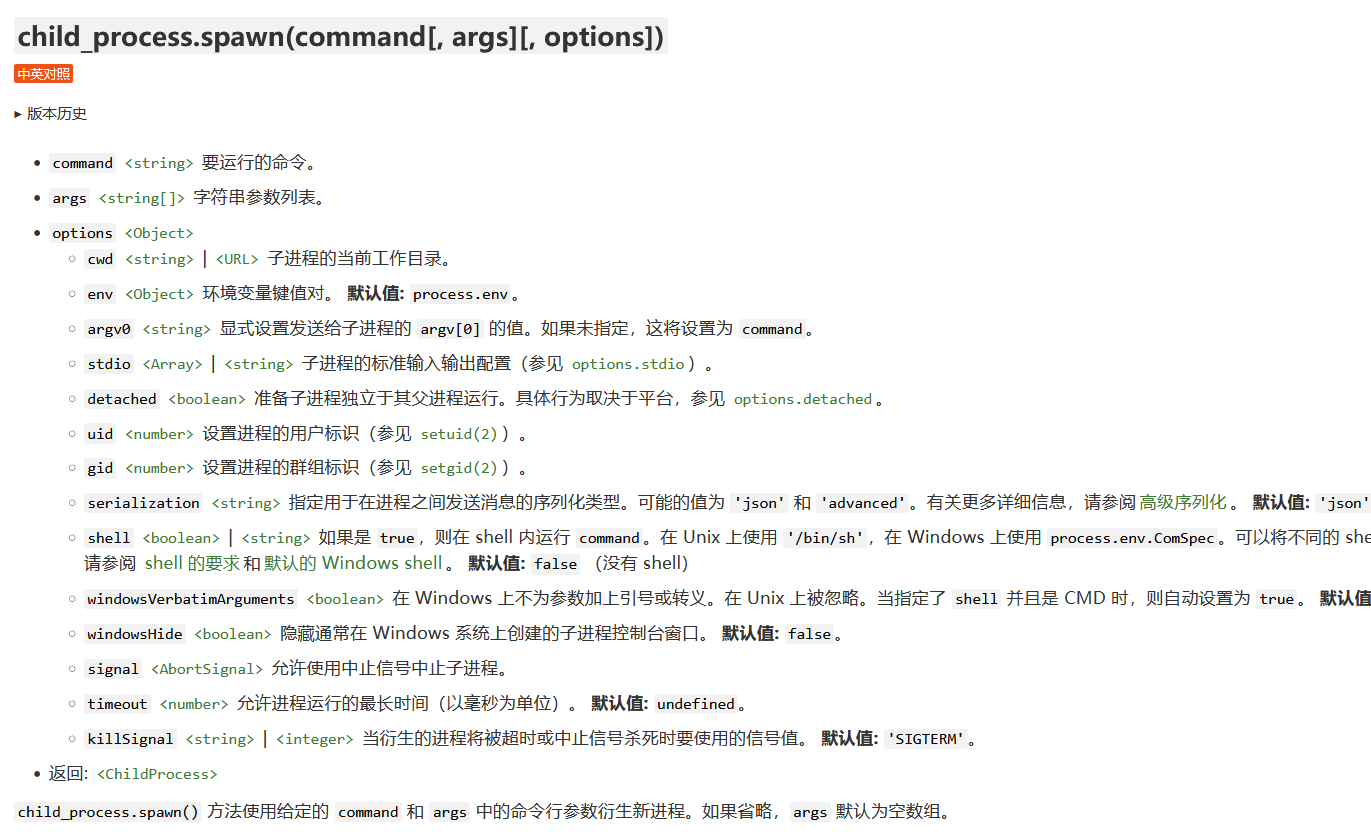 child_process.spawn(command[, args][, options])
中英对照
▸ 版本历史
• command <string> 要运行的命令。
• args <string[]> 字符串参数列表。
• options <Object>
◦ cwd <string> | <URL> 子进程的当前工作目录。
◦ env <Object> 环境变量键值对。 默认值: process.env。
◦ argv0 <string> 显式设置发送给子进程的 argv[0] 的值。如果未指定，这将设置为 command。
◦ stdio <Array> | <string> 子进程的标准输入输出配置（参见 options.stdio）。
◦ detached <boolean> 准备子进程独立于其父进程运行。具体行为取决于平台，参见 options.detached。
◦ uid <number> 设置进程的用户标识（参见 setuid(2)）。
◦ gid <number> 设置进程的群组标识（参见 setgid(2)）。
◦ serialization <string> 指定用于在进程之间发送消息的序列化类型。可能的值为 'json' 和 'advanced'。有关更多详细信息，请参阅高级序列化。 默认值: 'json'
◦ shell <boolean> | <string> 如果是 true，则在 shell 内运行 command。在 Unix 上使用 '/bin/sh'，在 Windows 上使用 process.env.ComSpec。可以将不同的 she
请参阅 shell 的要求和默认的 Windows shell。 默认值: false （没有 shell）
◦ windowsVerbatimArguments <boolean> 在 Windows 上不为参数加上引号或转义。在 Unix 上被忽略。当指定了 shell 并且是 CMD 时，则自动设置为 true。 默认值
◦ windowsHide <boolean> 隐藏通常在 Windows 系统上创建的子进程控制台窗口。 默认值: false。
◦ signal <AbortSignal> 允许使用中止信号中止子进程。
◦ timeout <number> 允许进程运行的最长时间（以毫秒为单位）。 默认值: undefined。
◦ killSignal <string> | <integer> 当衍生的进程将被超时或中止信号杀死时要使用的信号值。 默认值: 'SIGTERM'。
• 返回: <ChildProcess>
child_process.spawn() 方法使用给定的 command 和 args 中的命令行参数衍生新进程。如果省略，args 默认为空数组。